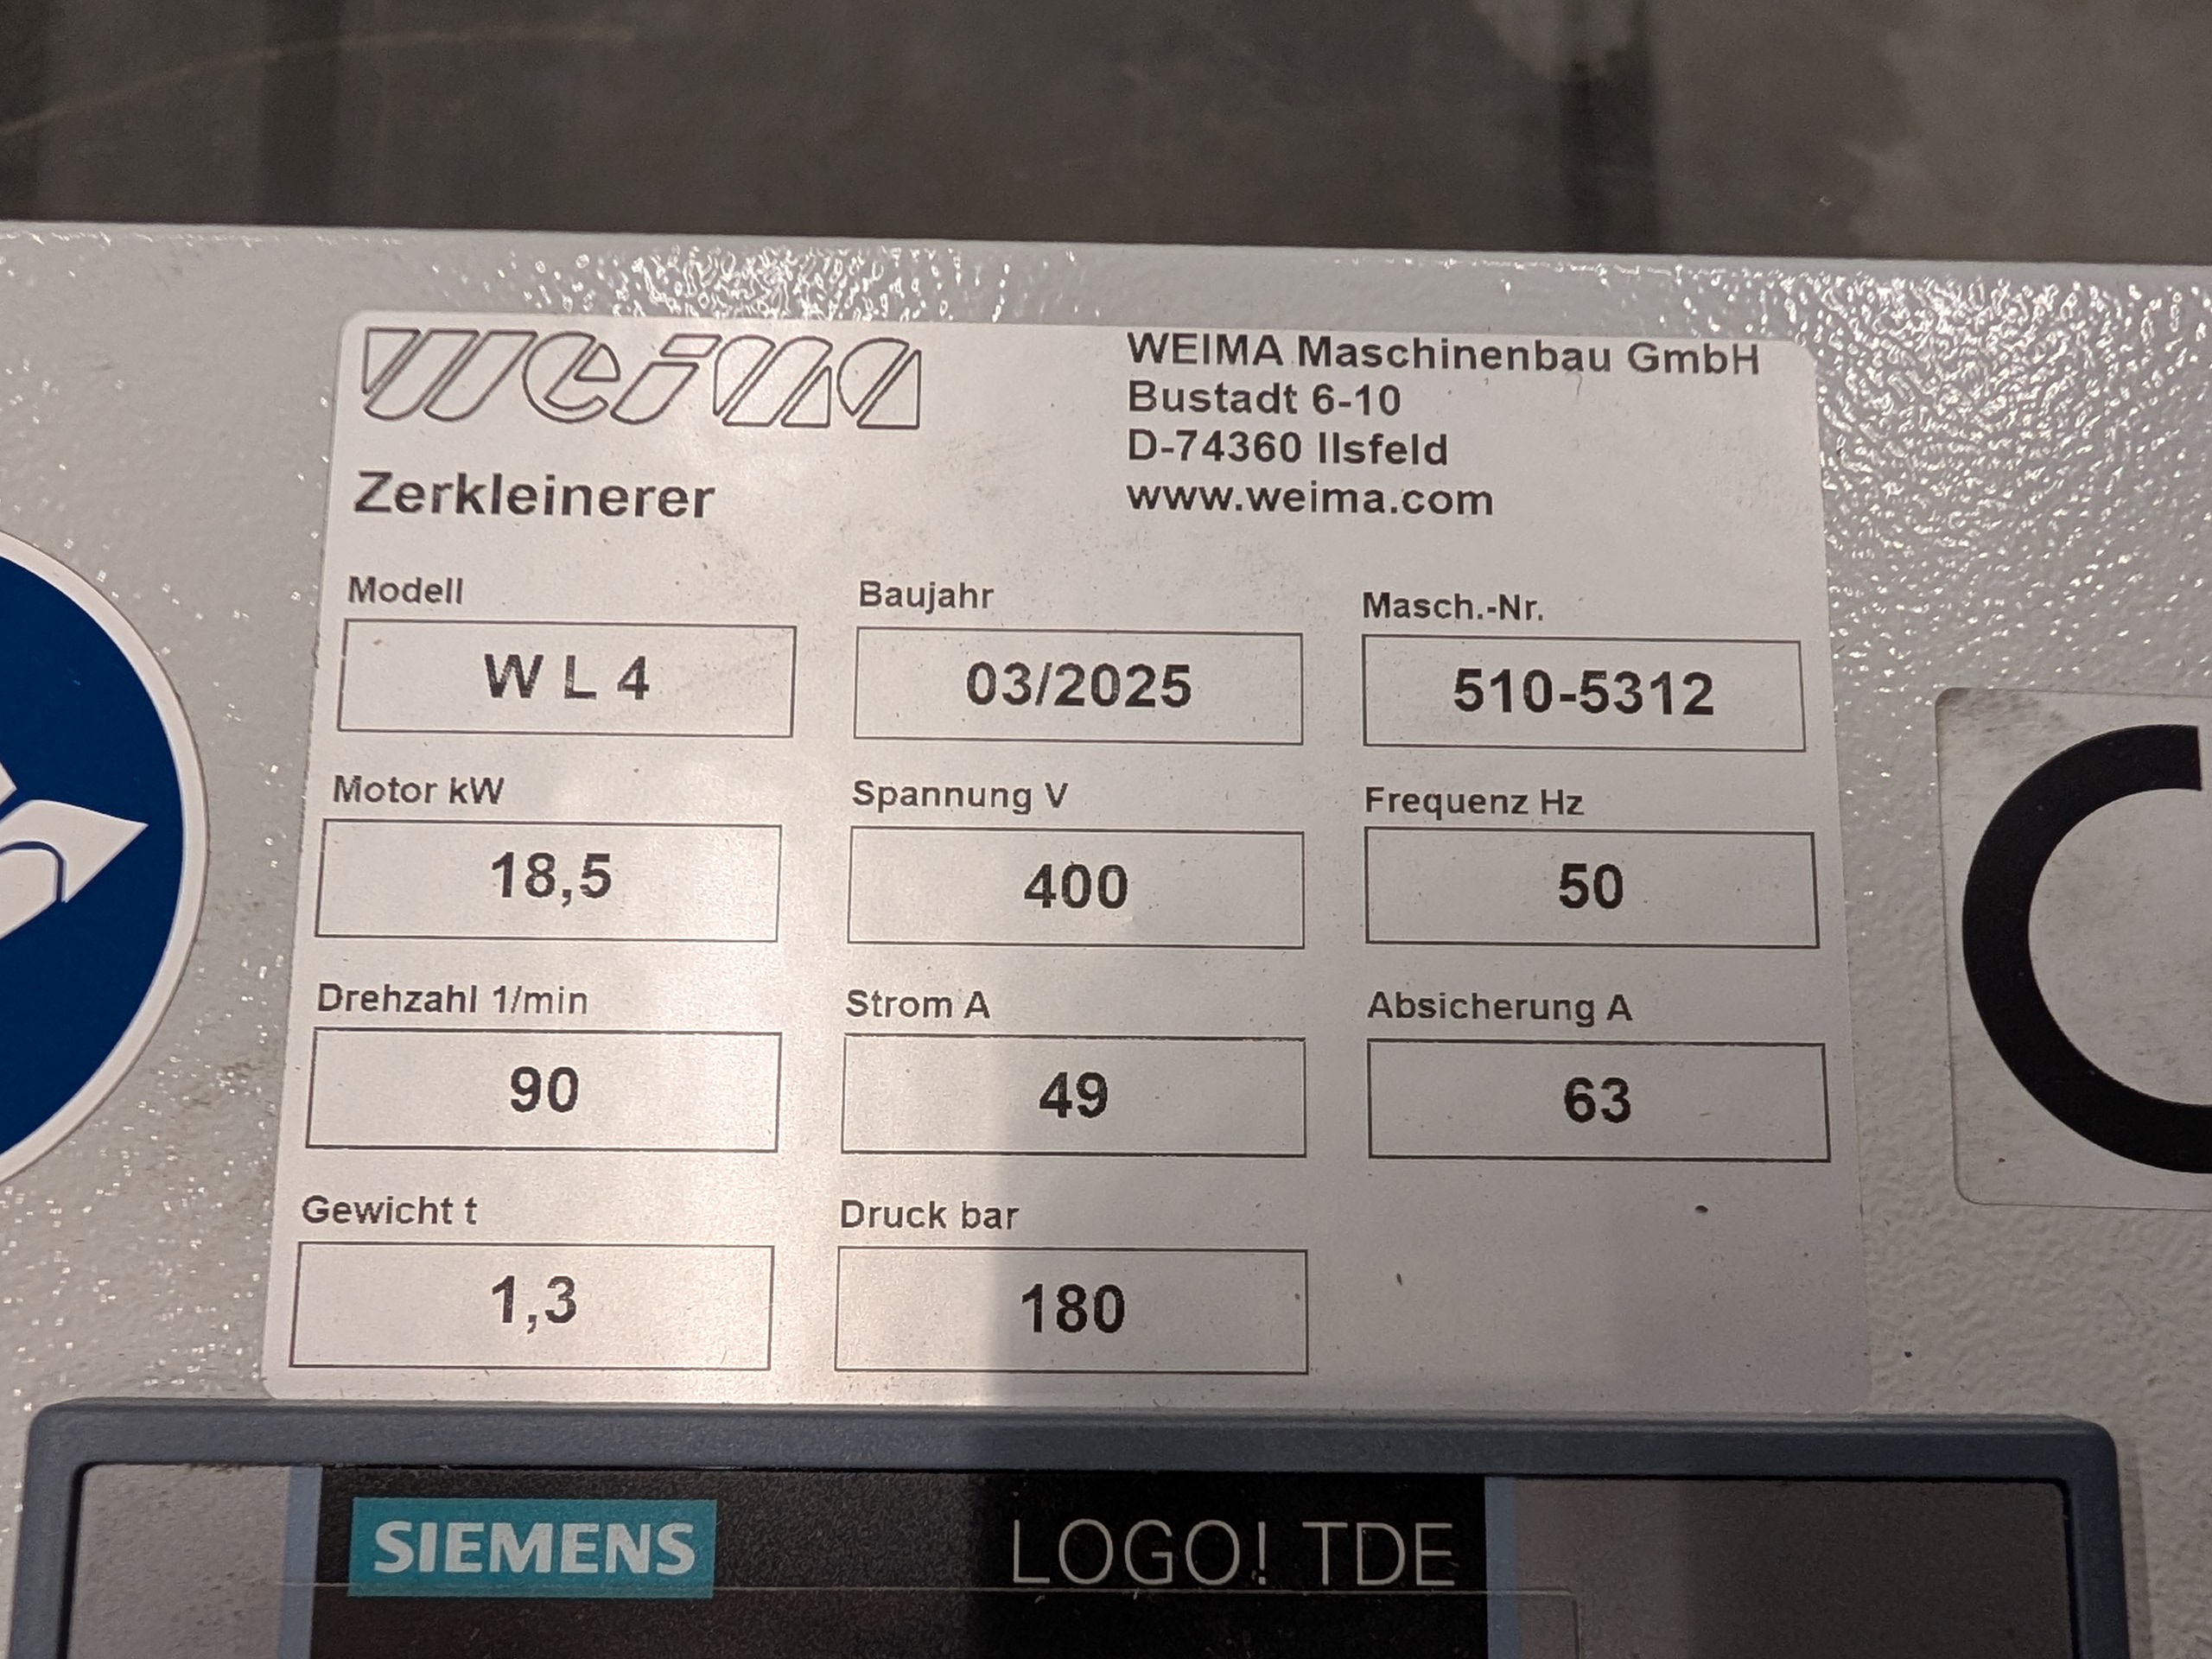 weima
WEIMA Maschinenbau GmbH
Bustadt 6-10
D-74360 Ilsfeld
www.weima.com
Zerkleinerer
Modell Baujahr Masch.-Nr.
W L 4 03/2025 510-5312
Motor kW Spannung V Frequenz Hz
18,5 400 50
Drehzahl 1/min Strom A Absicherung A
90 49 63
Gewicht t Druck bar
1,3 180
SIEMENS LOGO! TDE